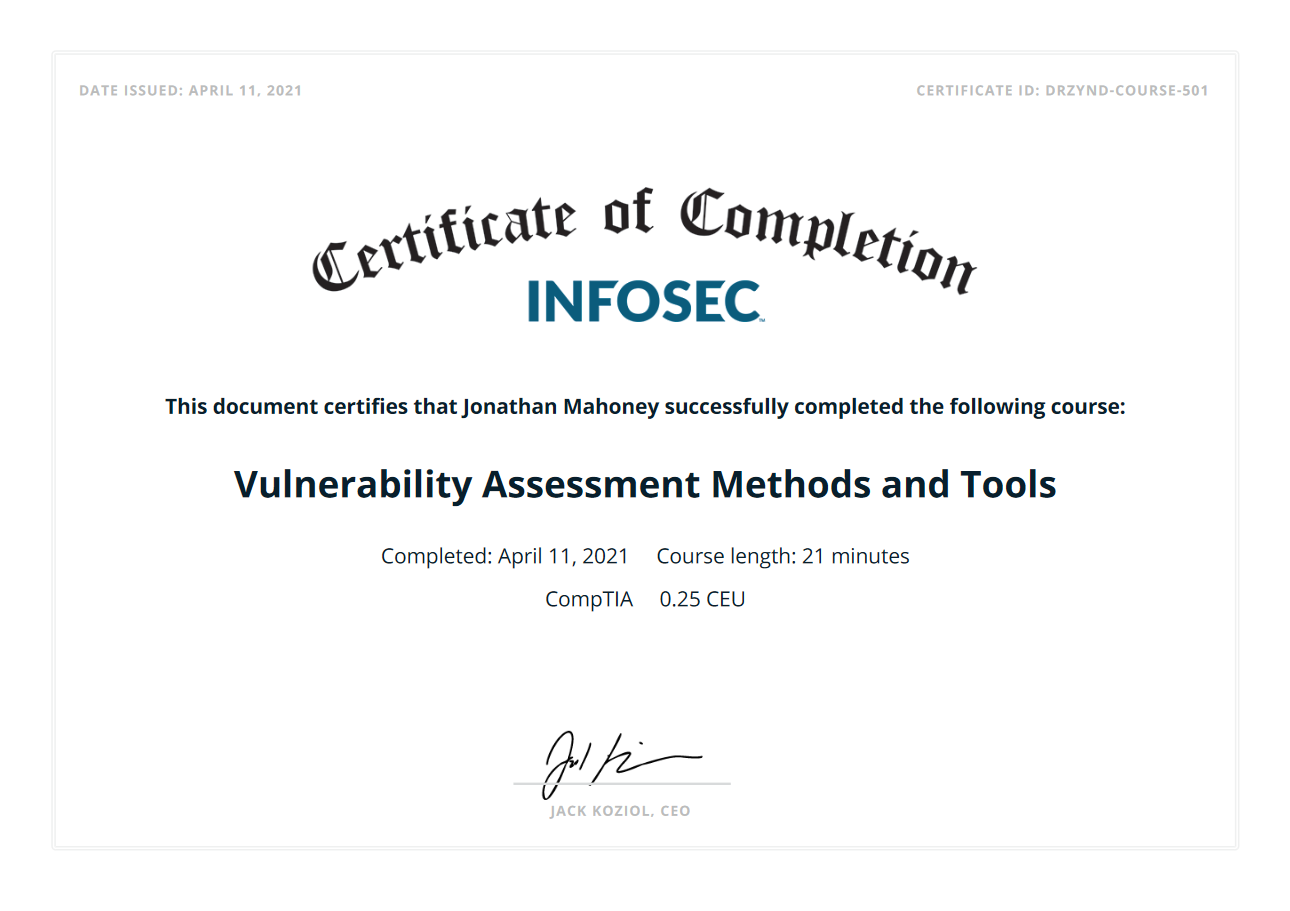 DATE ISSUED: APRIL 11, 2021
CERTIFICATE ID: DRZYND-COURSE-501
Certificate of Completion
INFOSEC™
This document certifies that Jonathan Mahoney successfully completed the following course:
Vulnerability Assessment Methods and Tools
Completed: April 11, 2021 Course length: 21 minutes
CompTIA 0.25 CEU
JACK KOZIOL, CEO